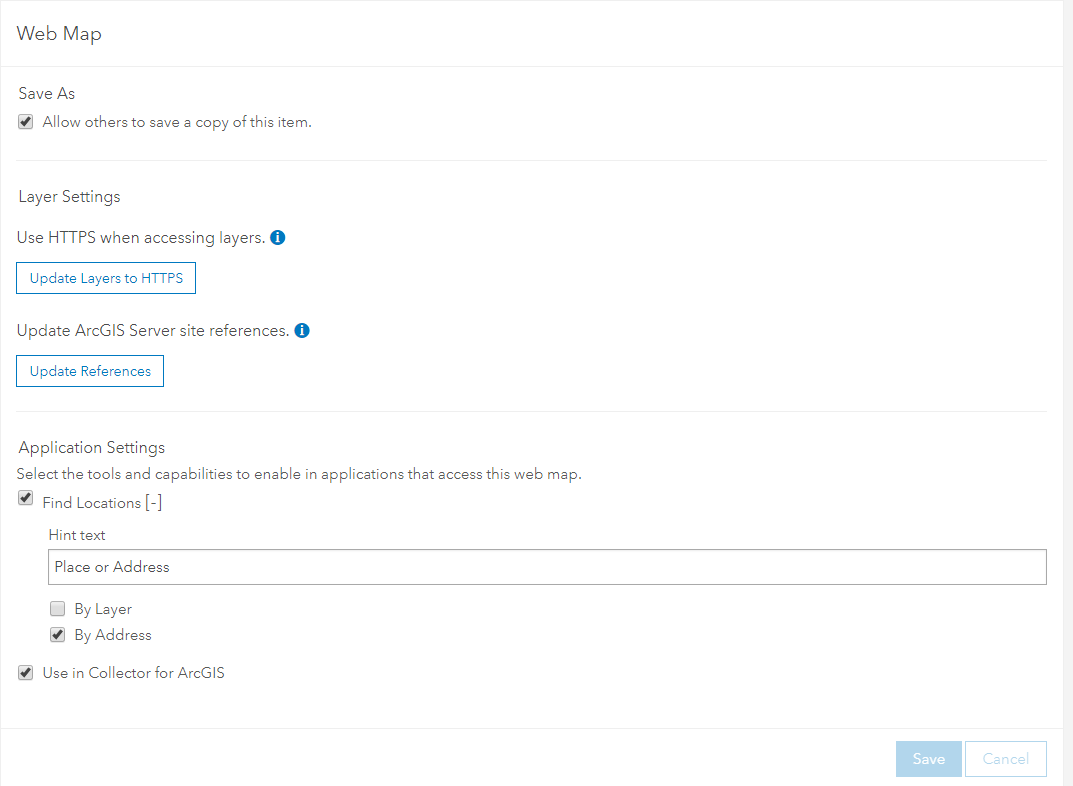 Web Map
Save As
Allow others to save a copy of this item.
Layer Settings
Use HTTPS when accessing layers.
Update Layers to HTTPS
Update ArcGIS Server site references.
Update References
Application Settings
Select the tools and capabilities to enable in applications that access this web map.
Find Locations [-]
Hint text
Place or Address
By Layer
By Address
Use in Collector for ArcGIS
Save Cancel